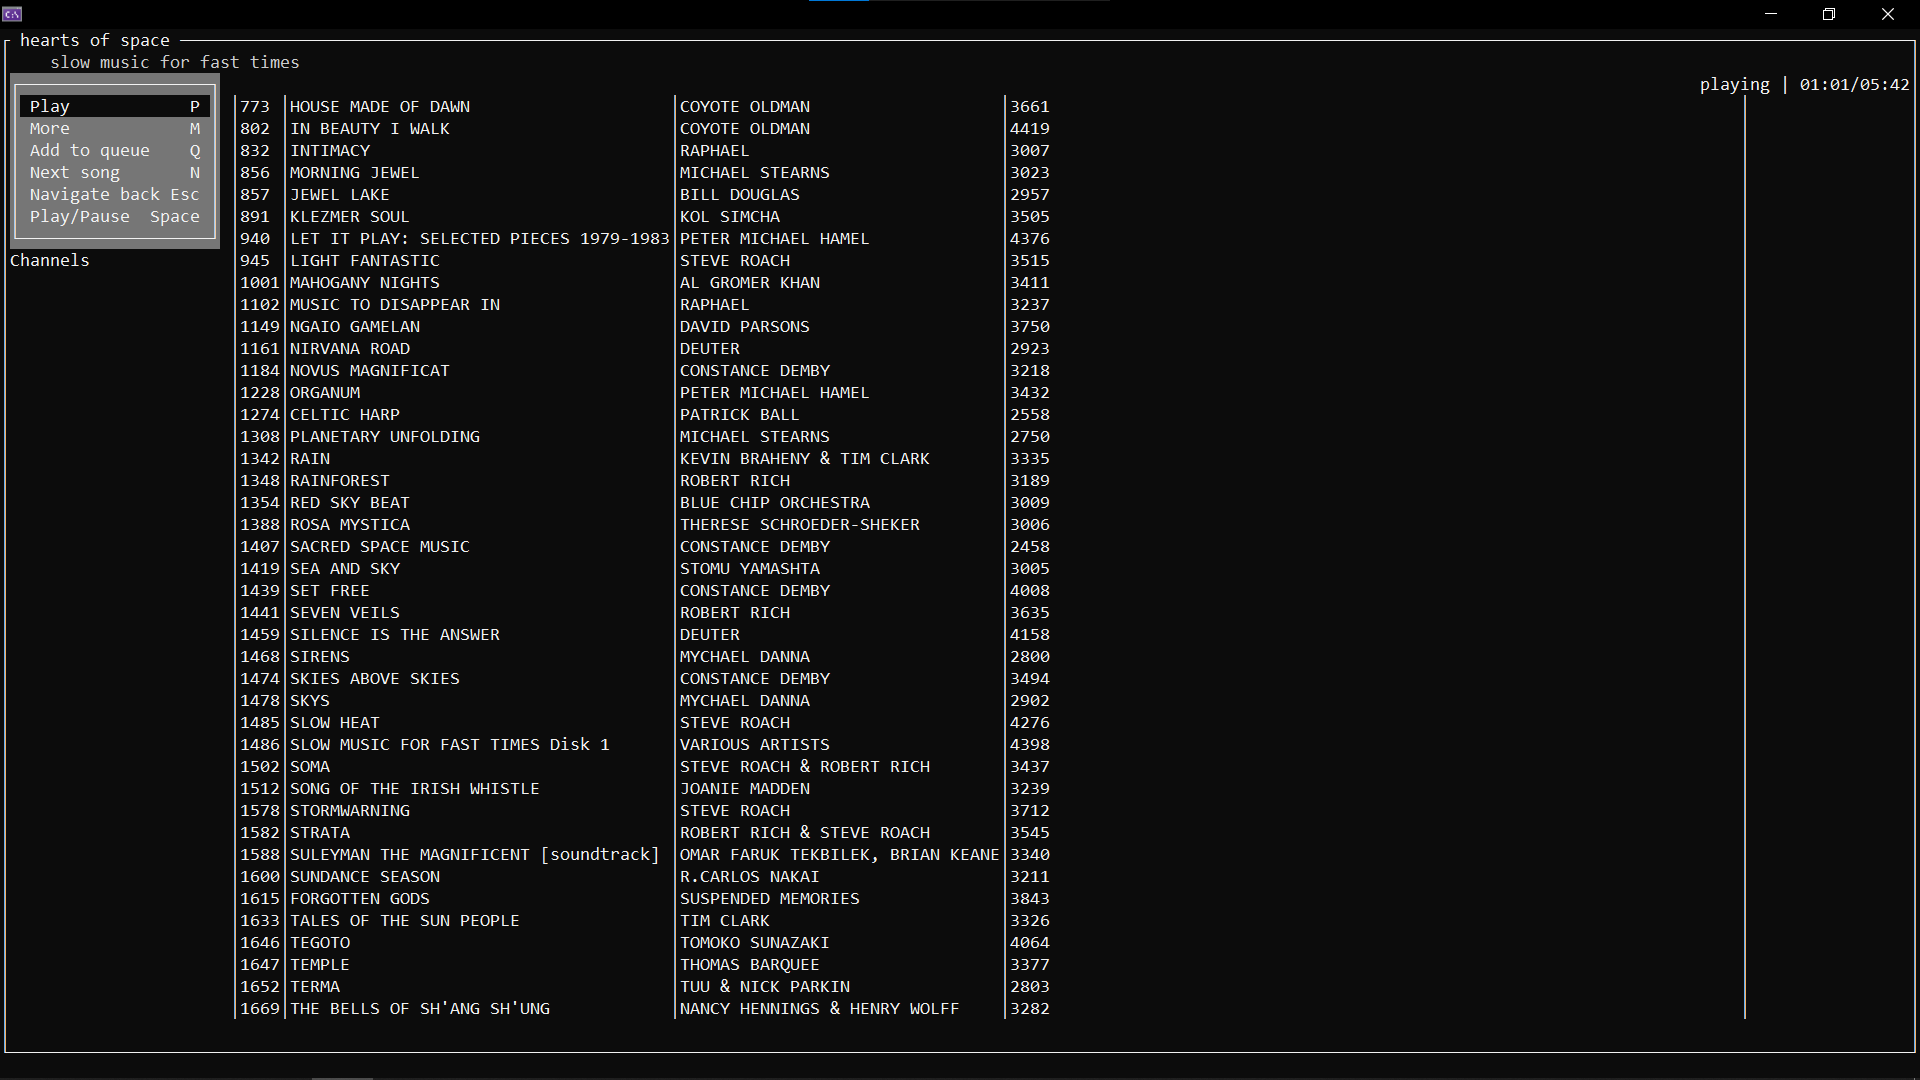 C:\
hearts of space
slow music for fast times
playing | 01:01/05:42
Play P
More M
Add to queue Q
Next song N
Navigate back Esc
Play/Pause Space
Channels
773 HOUSE MADE OF DAWN COYOTE OLDMAN 3661
802 IN BEAUTY I WALK COYOTE OLDMAN 4419
832 INTIMACY RAPHAEL 3007
856 MORNING JEWEL MICHAEL STEARNS 3023
857 JEWEL LAKE BILL DOUGLAS 2957
891 KLEZMER SOUL KOL SIMCHA 3505
940 LET IT PLAY: SELECTED PIECES 1979-1983 PETER MICHAEL HAMEL 4376
945 LIGHT FANTASTIC STEVE ROACH 3515
1001 MAHOGANY NIGHTS AL GROMER KHAN 3411
1102 MUSIC TO DISAPPEAR IN RAPHAEL 3237
1149 NGAIO GAMELAN DAVID PARSONS 3750
1161 NIRVANA ROAD DEUTER 2923
1184 NOVUS MAGNIFICAT CONSTANCE DEMBY 3218
1228 ORGANUM PETER MICHAEL HAMEL 3432
1274 CELTIC HARP PATRICK BALL 2558
1308 PLANETARY UNFOLDING MICHAEL STEARNS 2750
1342 RAIN KEVIN BRAHENY & TIM CLARK 3335
1348 RAINFOREST ROBERT RICH 3189
1354 RED SKY BEAT BLUE CHIP ORCHESTRA 3009
1388 ROSA MYSTICA THERESE SCHROEDER-SHEKER 3006
1407 SACRED SPACE MUSIC CONSTANCE DEMBY 2458
1419 SEA AND SKY STOMU YAMASHTA 3005
1439 SET FREE CONSTANCE DEMBY 4008
1441 SEVEN VEILS ROBERT RICH 3635
1459 SILENCE IS THE ANSWER DEUTER 4158
1468 SIRENS MYCHAEL DANNA 2800
1474 SKIES ABOVE SKIES CONSTANCE DEMBY 3494
1478 SKYS MYCHAEL DANNA 2902
1485 SLOW HEAT STEVE ROACH 4276
1486 SLOW MUSIC FOR FAST TIMES Disk 1 VARIOUS ARTISTS 4398
1502 SOMA STEVE ROACH & ROBERT RICH 3437
1512 SONG OF THE IRISH WHISTLE JOANIE MADDEN 3239
1578 STORMWARNING STEVE ROACH 3712
1582 STRATA ROBERT RICH & STEVE ROACH 3545
1588 SULEYMAN THE MAGNIFICENT [soundtrack] OMAR FARUK TEKBILEK, BRIAN KEANE 3340
1600 SUNDANCE SEASON R.CARLOS NAKAI 3211
1615 FORGOTTEN GODS SUSPENDED MEMORIES 3843
1633 TALES OF THE SUN PEOPLE TIM CLARK 3326
1646 TEGOTO TOMOKO SUNAZAKI 4064
1647 TEMPLE THOMAS BARQUEE 3377
1652 TERMA TUU & NICK PARKIN 2803
1669 THE BELLS OF SH'ANG SH'UNG NANCY HENNINGS & HENRY WOLFF 3282